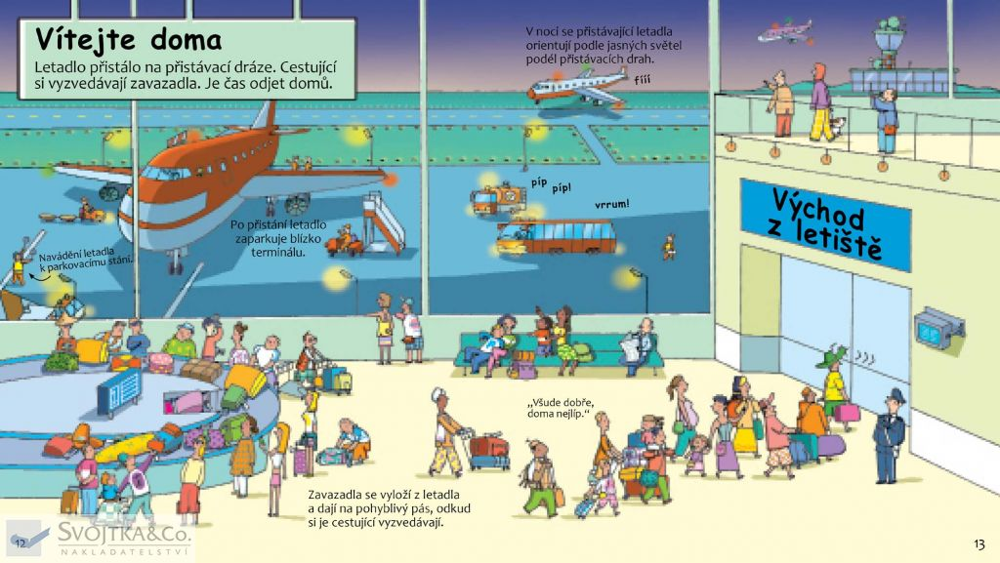 Vítejte doma
Letadlo přistálo na přistávací dráze. Cestující
si vyzvedávají zavazadla. Je čas odjet domů.
V noci se přistávající letadla
orientují podle jasných světel
podél přistávacích drah.
fííí
píp
píp!
vrrum!
Východ
z letiště
Po přistání letadlo
zaparkuje blízko
terminálu.
Navádění letadla
k parkovacímu stání.
„Všude dobře,
doma nejlíp.“
Zavazadla se vyloží z letadla
a dají na pohyblivý pás, odkud
si je cestující vyzvedávají.
SVOJTKA&CO.
NAKLADATELSTVÍ
12
13